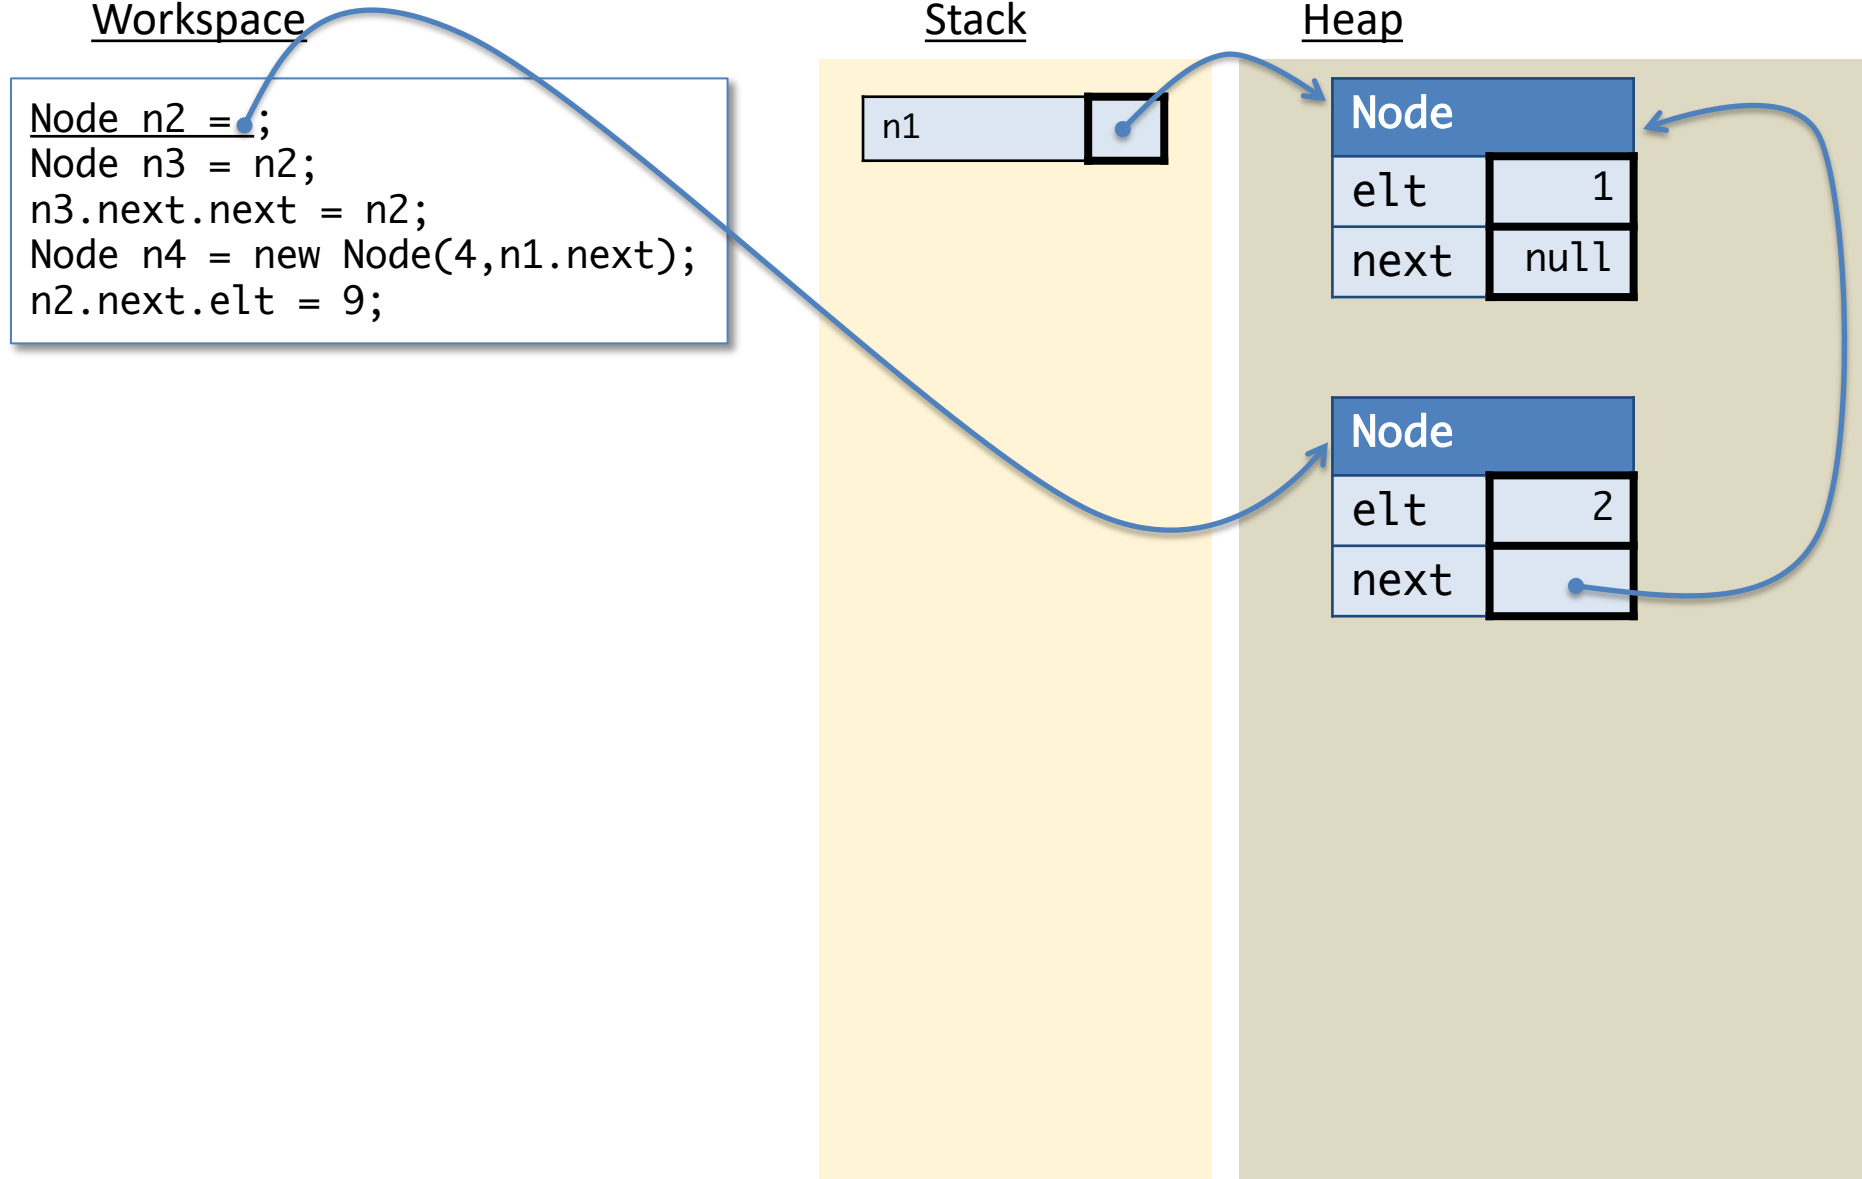 Workspace
Stack
Heap
Node n2 = ;
Node n3 = n2;
n3.next.next = n2;
Node n4 = new Node(4,n1.next);
n2.next.elt = 9;
n1
Node
elt 1
next null
Node
elt 2
next